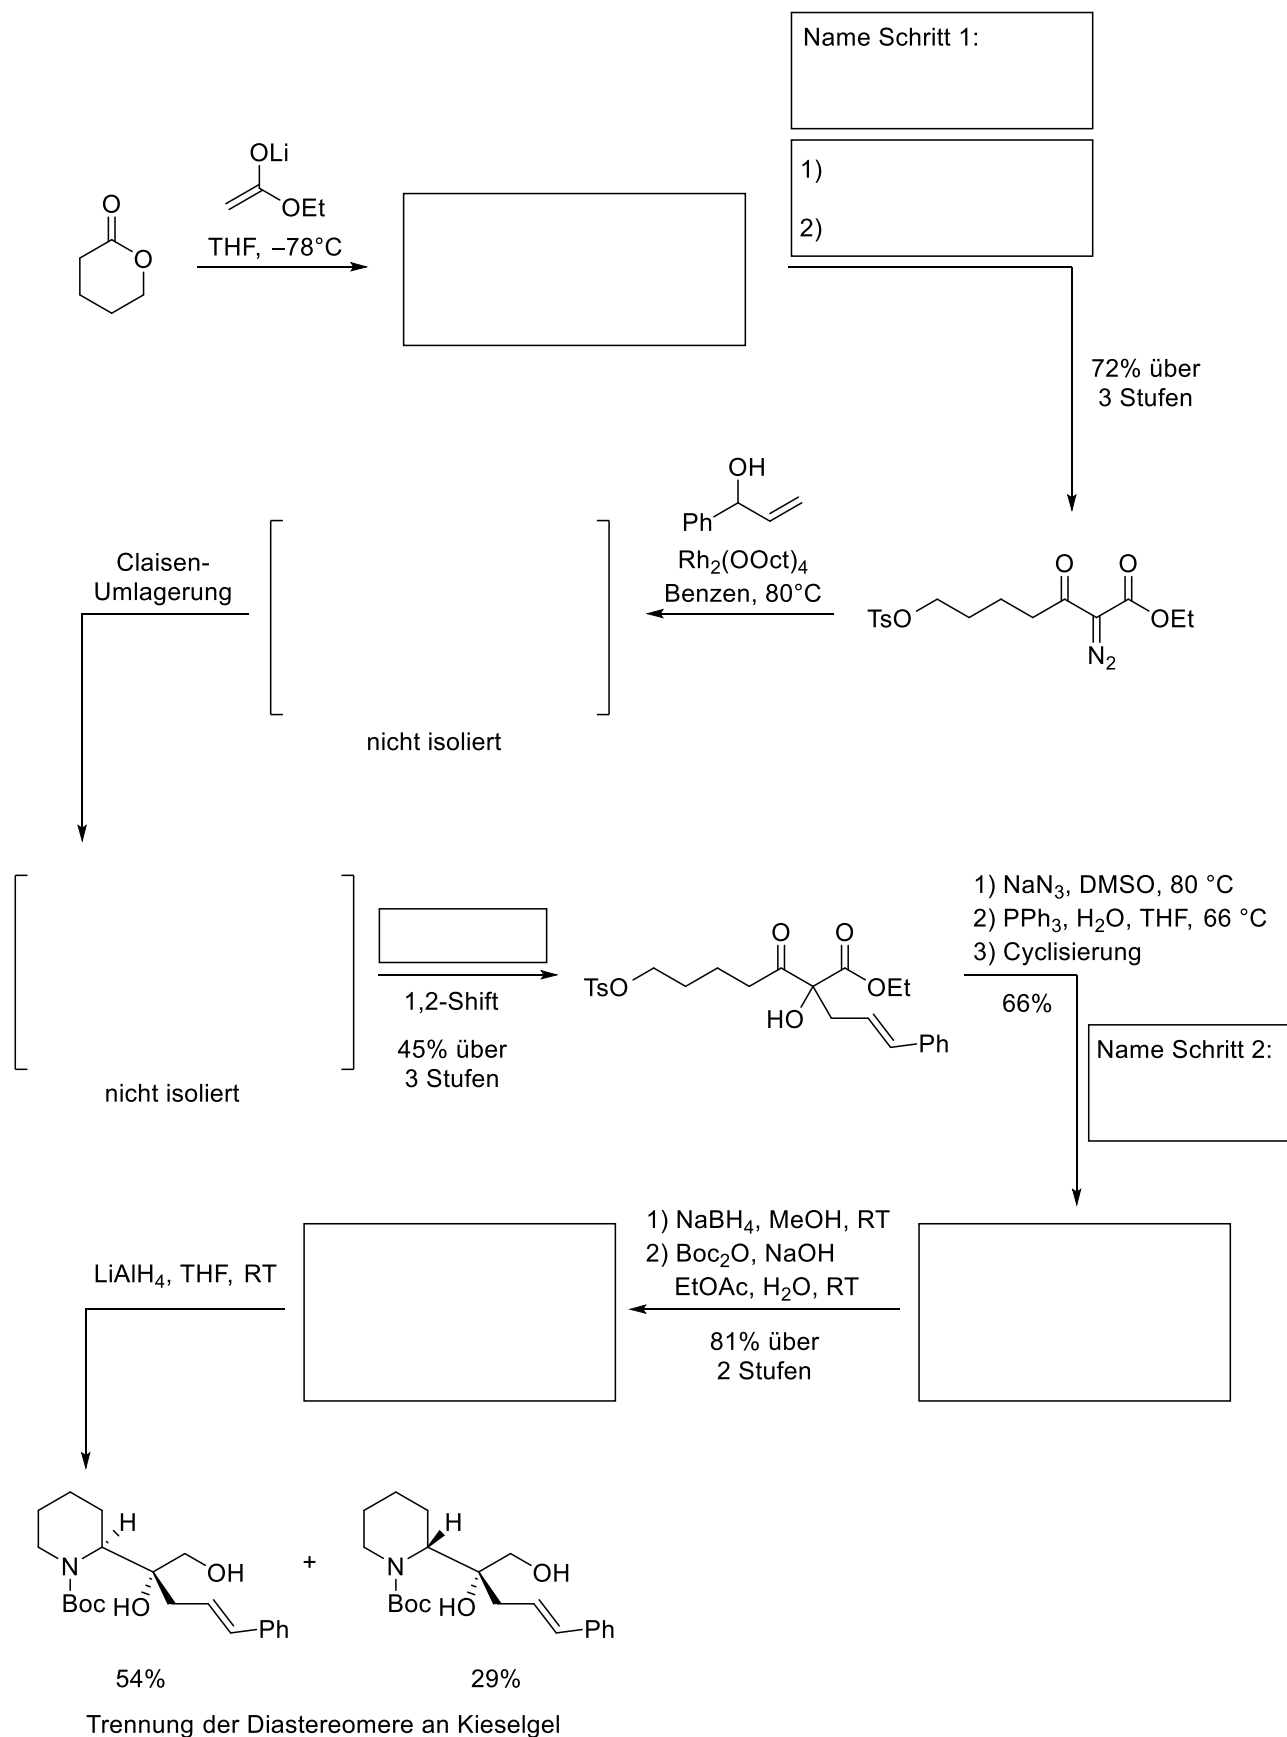 Name Schritt 1:
1)
2)
OLi
OEt
THF, –78°C
O
O
72% über
3 Stufen
OH
Ph
Rh2(OOct)4
Benzen, 80°C
Claisen-
Umlagerung
nicht isoliert
O
O
TsO
OEt
N2
1) NaN3, DMSO, 80 °C
2) PPh3, H2O, THF, 66 °C
3) Cyclisierung
66%
Name Schritt 2:
1,2-Shift
45% über
3 Stufen
nicht isoliert
O
O
TsO
OEt
HO
Ph
1) NaBH4, MeOH, RT
2) Boc2O, NaOH
EtOAc, H2O, RT
81% über
2 Stufen
LiAlH4, THF, RT
H
N
OH
Boc
HO
Ph
54%
+
H
N
OH
Boc
HO
Ph
29%
Trennung der Diastereomere an Kieselgel